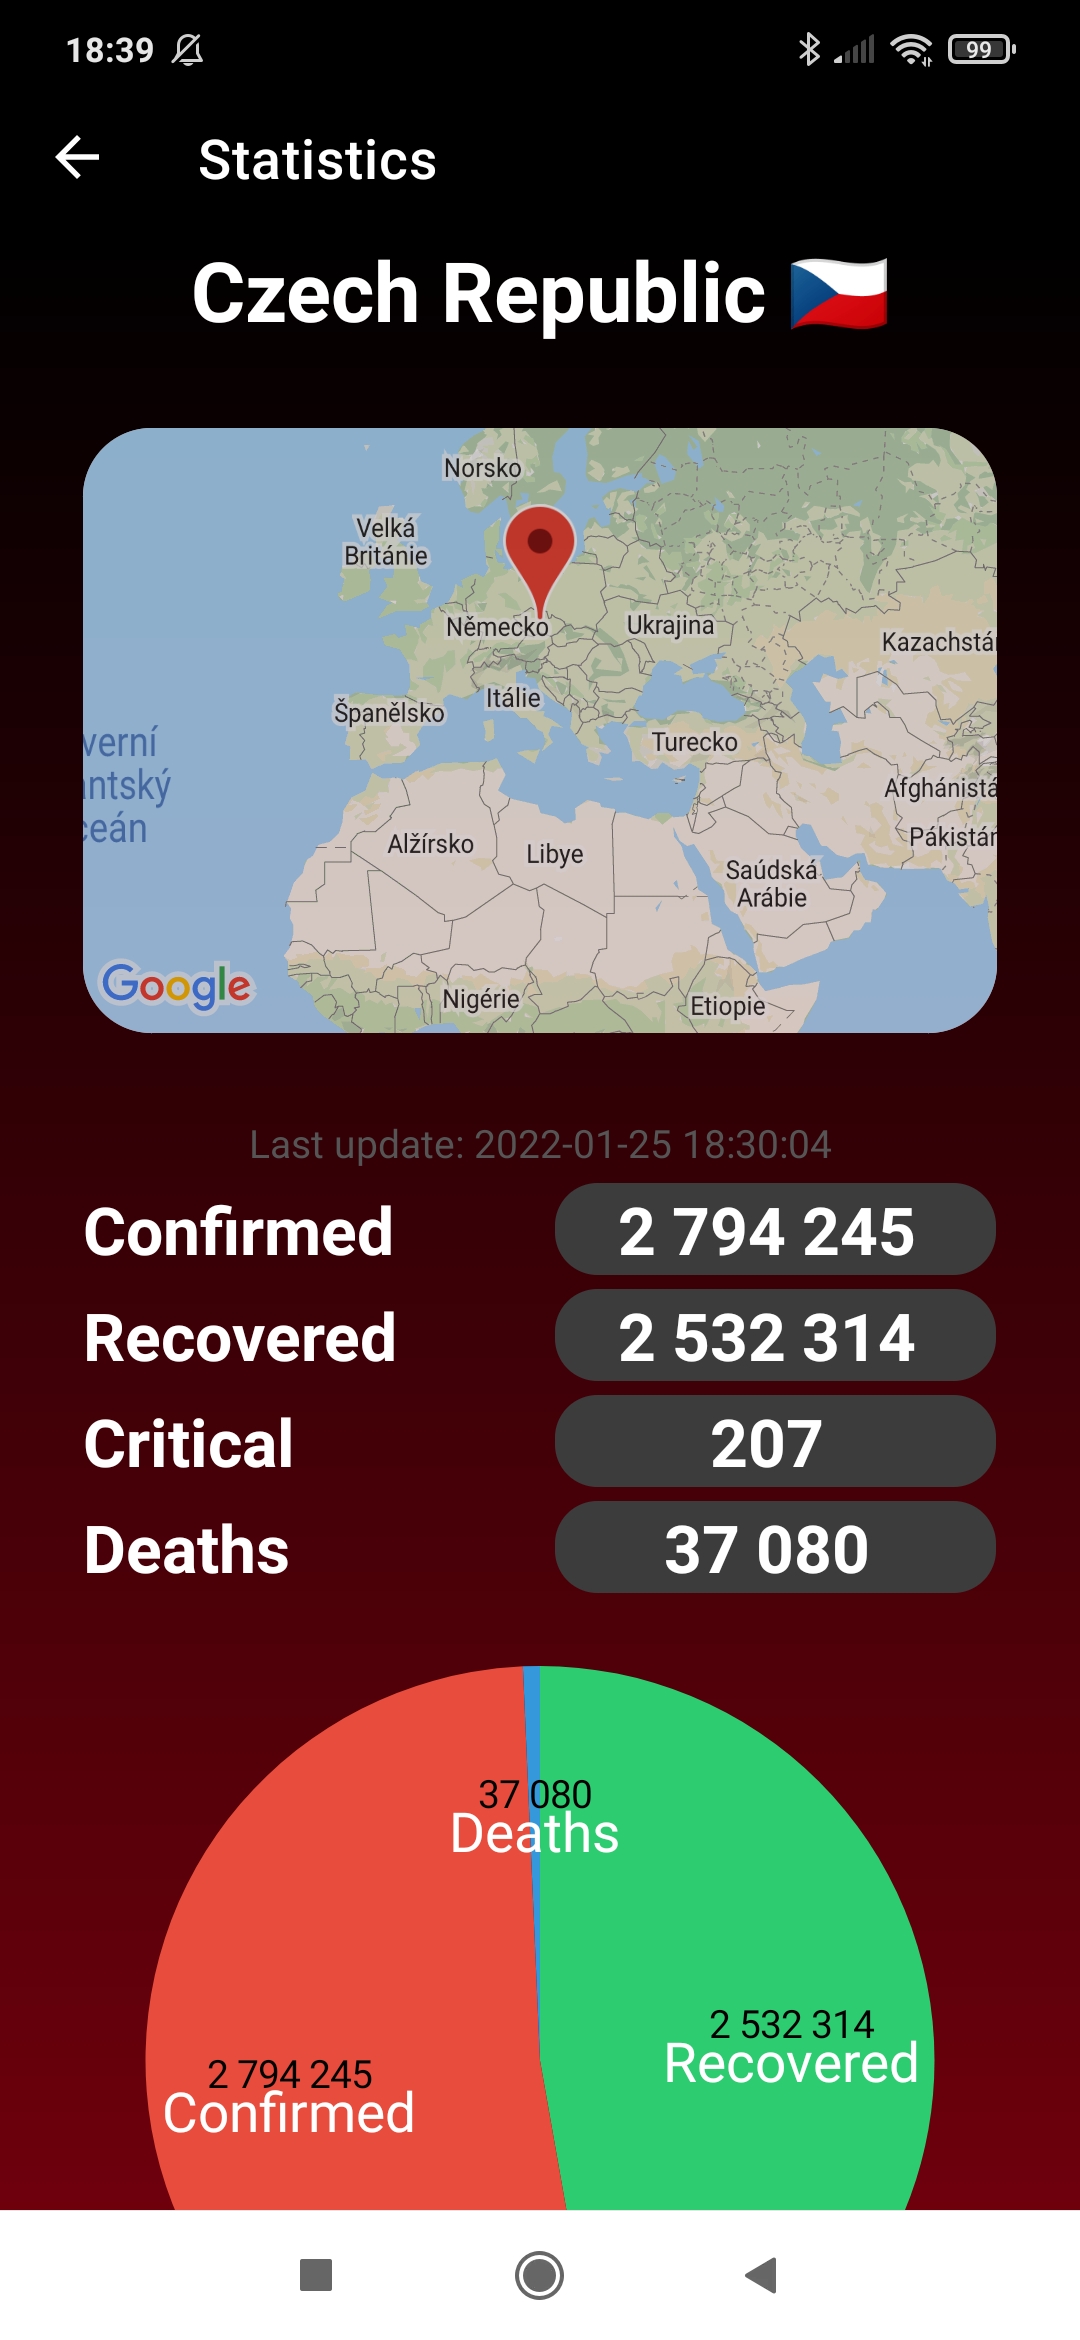 18:39
99
Statistics
Czech Republic
Norsko
Velká
Británie
Německo
Ukrajina
Kazachstán
Itálie
Španělsko
Turecko
verní
antský
ceán
Afghánistá
Pákistán
Alžírsko
Libye
Saúdská
Arábie
Google
Nigérie
Etiopie
Last update: 2022-01-25 18:30:04
Confirmed 2 794 245
Recovered 2 532 314
Critical 207
Deaths 37 080
37 080
Deaths
2 532 314
Recovered
2 794 245
Confirmed